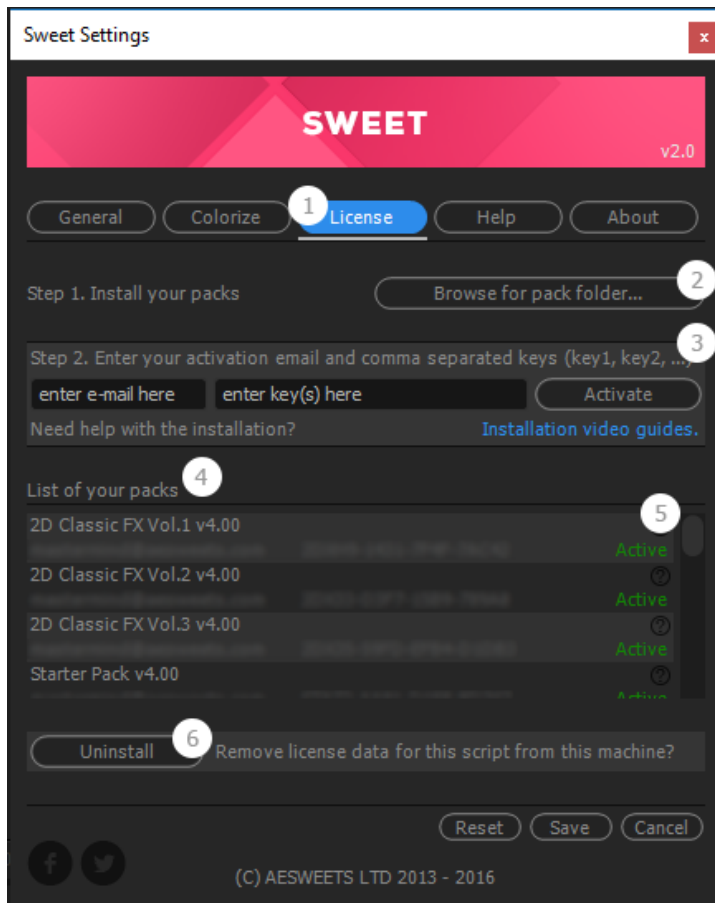 Sweet Settings
x
SWEET
v2.0
General Colorize 1 License Help About
Step 1. Install your packs Browse for pack folder... 2
3
Step 2. Enter your activation email and comma separated keys (key1, key2, ...)
enter e-mail here enter key(s) here Activate
Need help with the installation? Installation video guides.
List of your packs 4
5
2D Classic FX Vol.1 v4.00
Active
2D Classic FX Vol.2 v4.00 ?
Active
2D Classic FX Vol.3 v4.00 ?
Active
Starter Pack v4.00 ?
Active
Uninstall 6 Remove license data for this script from this machine?
Reset Save Cancel
f
(C) AESWEETS LTD 2013 - 2016